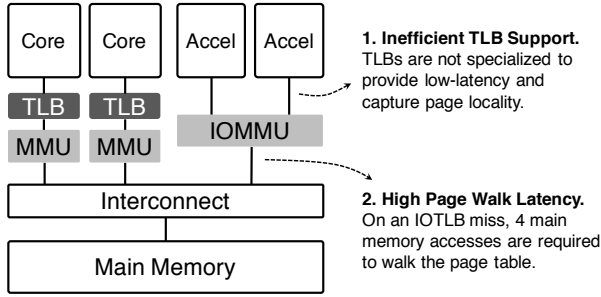 Core
Core
Accel
Accel
TLB
TLB
MMU
MMU
IOMMU
Interconnect
Main Memory
1. Inefficient TLB Support.
TLBs are not specialized to
provide low-latency and
capture page locality.
2. High Page Walk Latency.
On an IOTLB miss, 4 main
memory accesses are required
to walk the page table.